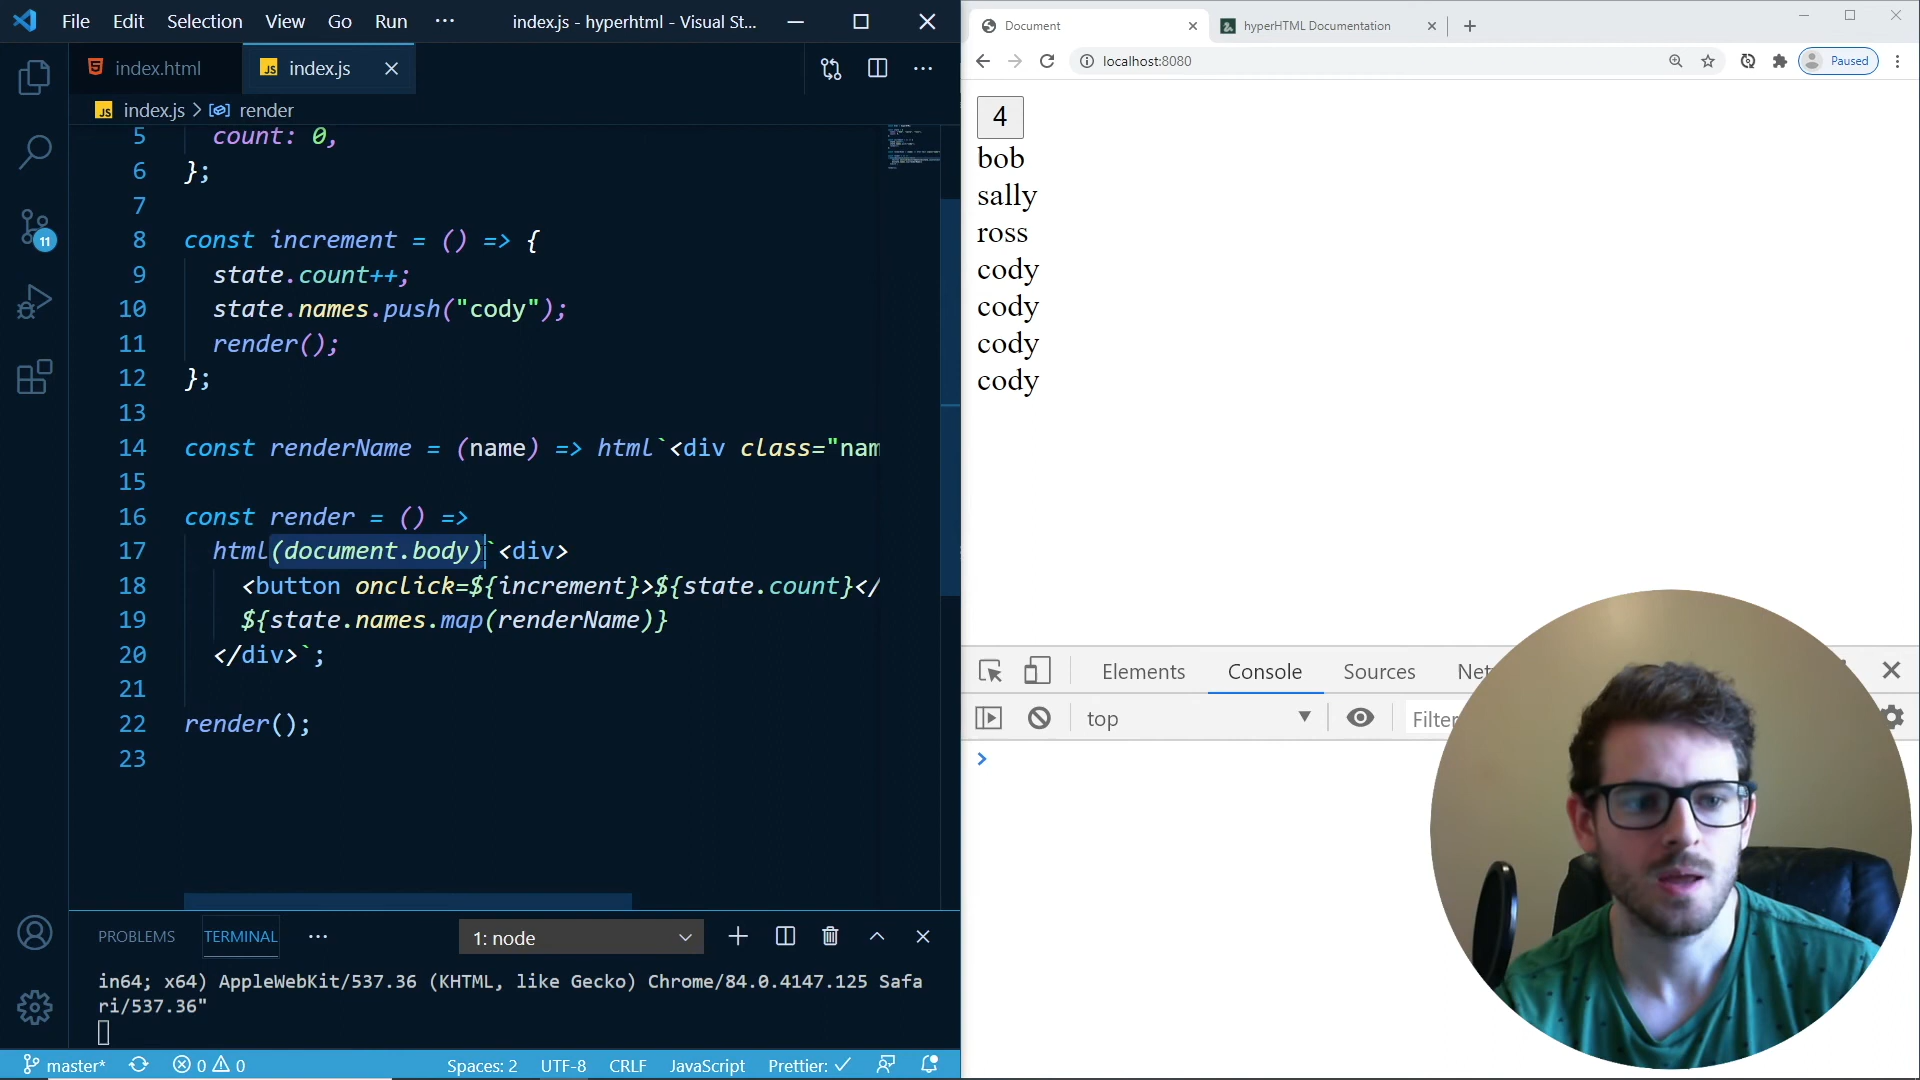 File Edit Selection View Go Run ··· index.js - hyperhtml - Visual St...
index.html
index.js
index.js > render
5 count: 0,
6 };
7
8 const increment = () => {
9 state.count++;
10 state.names.push("cody");
11 render();
12 };
13
14 const renderName = (name) => html`<div class="nam
15
16 const render = () =>
17 html(document.body)`<div>
18 <button onclick=${increment}>${state.count}</
19 ${state.names.map(renderName)}
20 </div>`;
21
22 render();
23
11
PROBLEMS TERMINAL ··· 1: node
in64; x64) AppleWebKit/537.36 (KHTML, like Gecko) Chrome/84.0.4147.125 Safa
ri/537.36"
master* 0 0 Spaces: 2 UTF-8 CRLF JavaScript Prettier: ✓
Document
hyperHTML Documentation
localhost:8080
Paused
4
bob
sally
ross
cody
cody
cody
cody
Elements Console Sources Net
top Filter